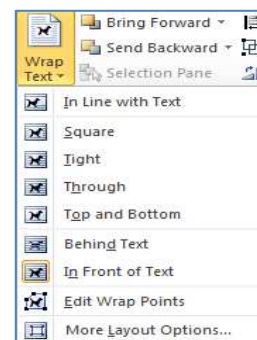 Bring Forward
Send Backward
Selection Pane
Wrap
Text
In Line with Text
Square
Tight
Through
Top and Bottom
Behind Text
In Front of Text
Edit Wrap Points
More Layout Options...